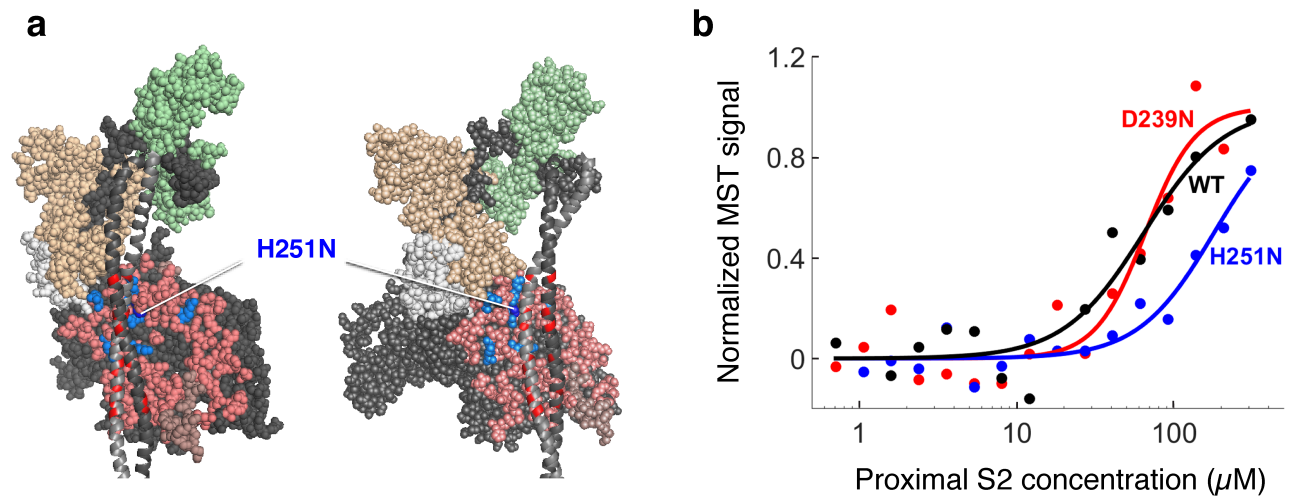 a
H251N
b
Normalized MST signal
1.2
0.8
0.4
0
D239N
WT
H251N
1
10
100
Proximal S2 concentration (µM)